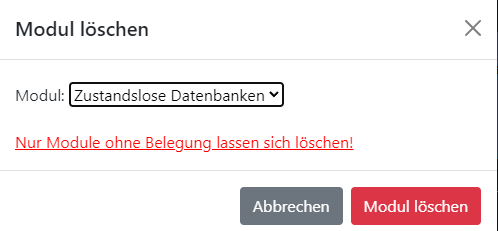 Modul löschen
Modul: Zustandslose Datenbanken
Nur Module ohne Belegung lassen sich löschen!
Abbrechen Modul löschen